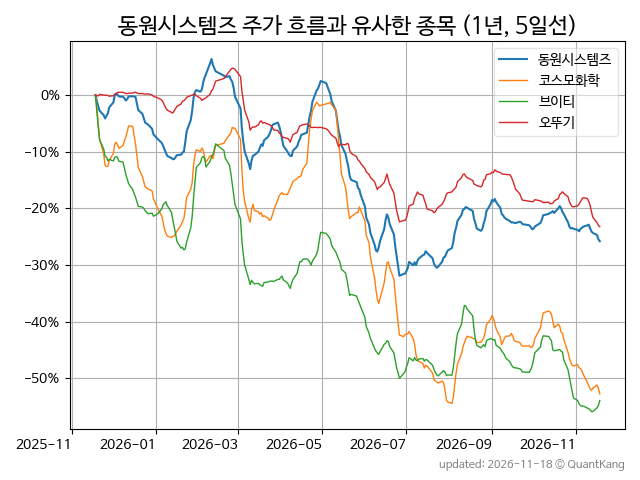 동원시스템즈 주가 흐름과 유사한 종목 (1년, 5일선)
동원시스템즈
코스모화학
브이티
오뚜기
0%
−10%
−20%
−30%
−40%
−50%
2025-11
2026-01
2026-03
2026-05
2026-07
2026-09
2026-11
updated: 2026-11-18 © QuantKang